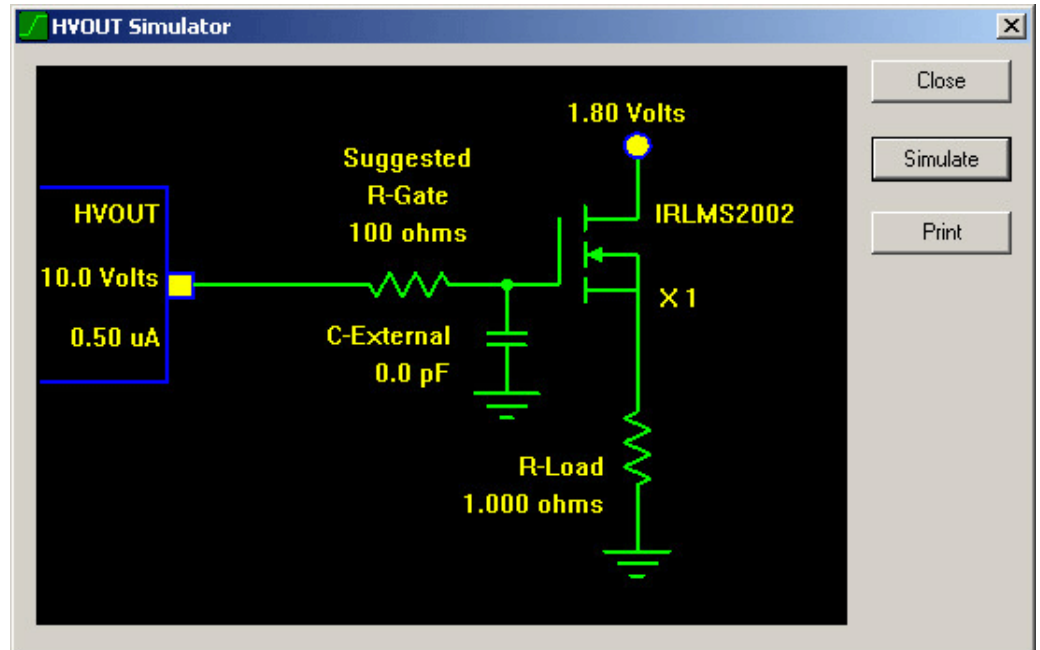 HVOUT Simulator
Close
1.80 Volts
Suggested
R-Gate
100 ohms
Simulate
HVOUT
IRLMS2002
Print
10.0 Volts
X 1
0.50 uA
C-External
0.0 pF
R-Load
1.000 ohms